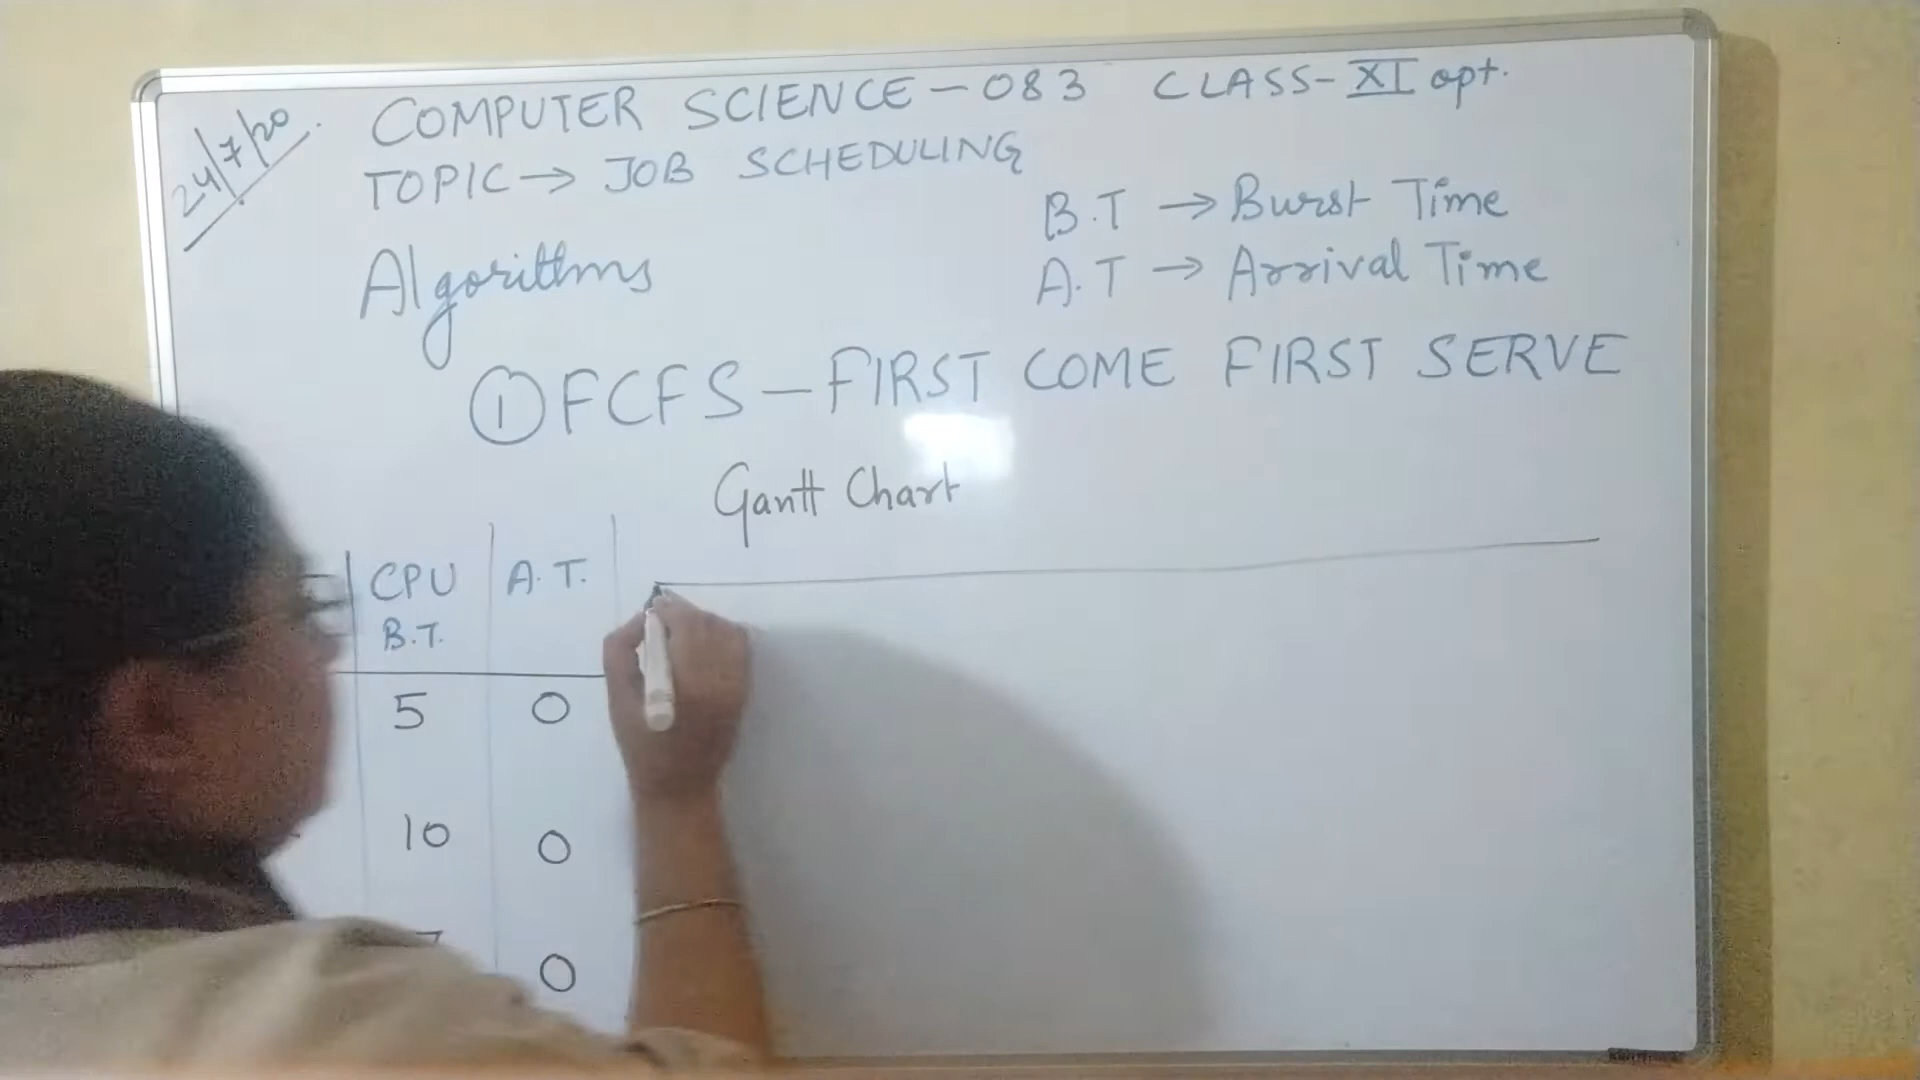 24/7/20.
COMPUTER SCIENCE - 083 CLASS - XI opt.
TOPIC → JOB SCHEDULING
B.T → Burst Time
A.T → Arrival Time
Algorithms
① FCFS - FIRST COME FIRST SERVE
Gantt Chart
CPU A.T.
B.T.
5 0
10 0
0